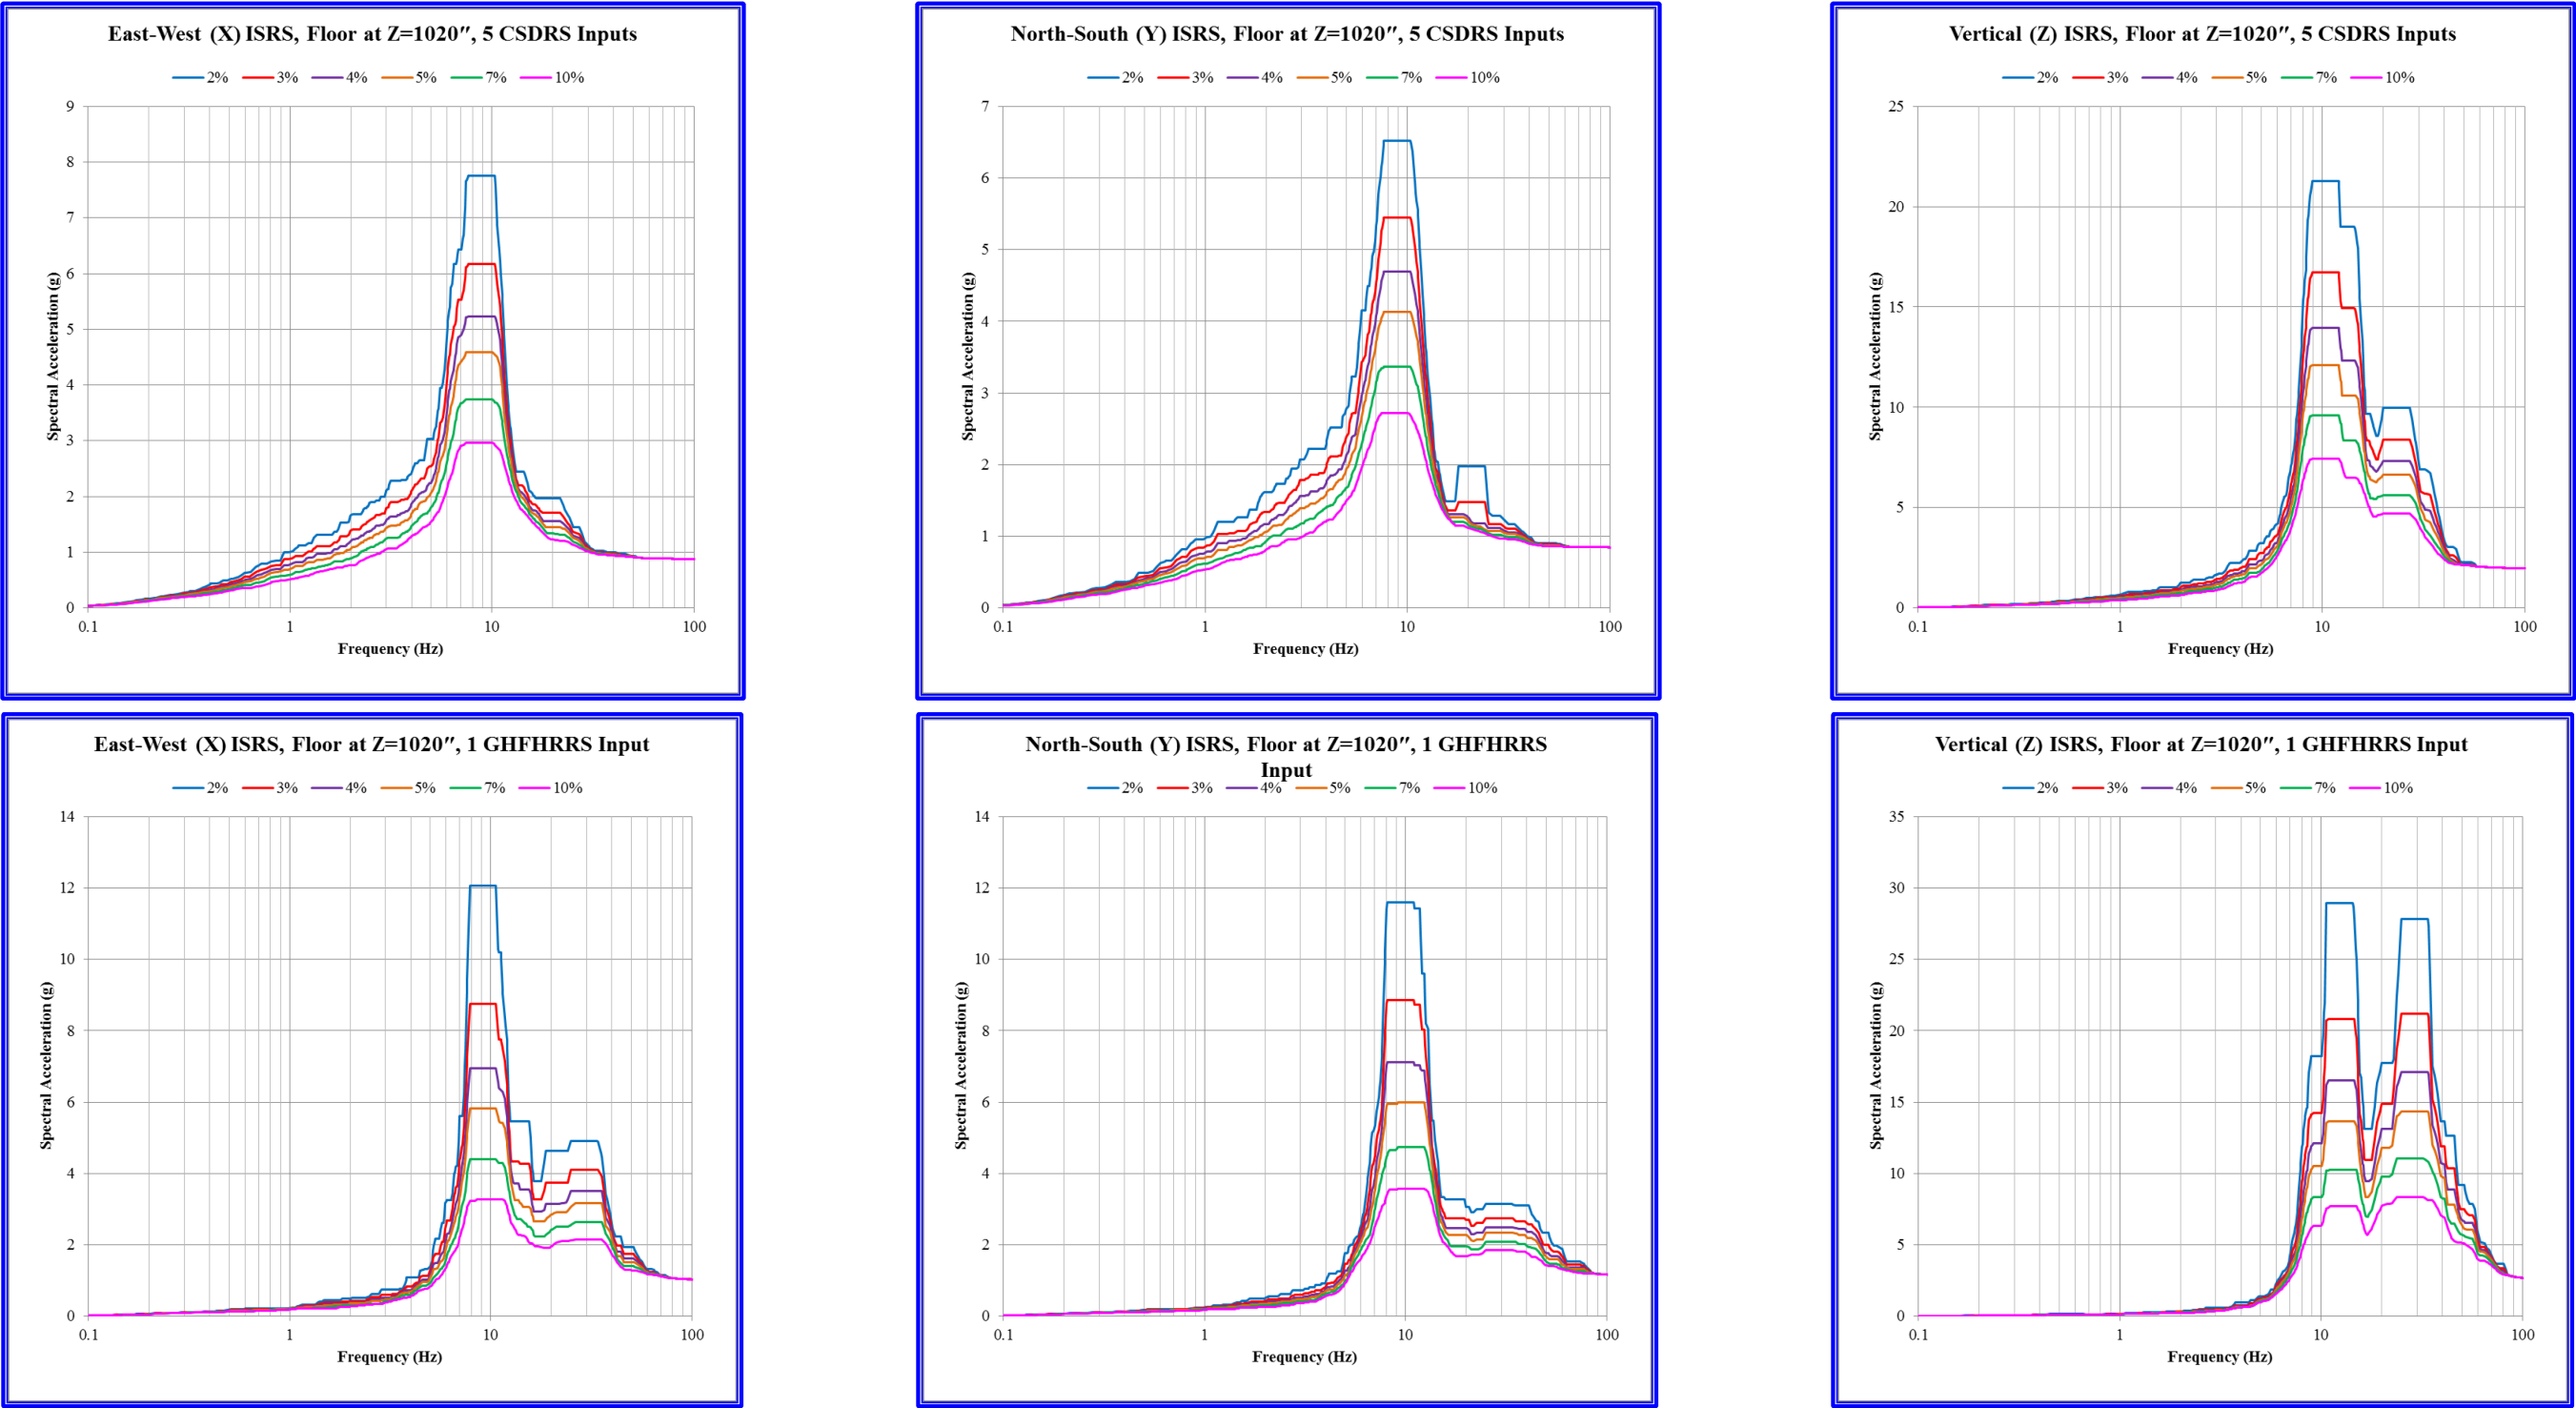 East-West (X) ISRS, Floor at Z=1020″, 5 CSDRS Inputs
2% 3% 4% 5% 7% 10%
9
8
7
6
5
4
3
2
1
0
Spectral Acceleration (g)
0.1 1 10 100
Frequency (Hz)
North-South (Y) ISRS, Floor at Z=1020″, 5 CSDRS Inputs
2% 3% 4% 5% 7% 10%
7
6
5
4
3
2
1
0
Spectral Acceleration (g)
0.1 1 10 100
Frequency (Hz)
Vertical (Z) ISRS, Floor at Z=1020″, 5 CSDRS Inputs
2% 3% 4% 5% 7% 10%
25
20
15
10
5
0
Spectral Acceleration (g)
0.1 1 10 100
Frequency (Hz)
East-West (X) ISRS, Floor at Z=1020″, 1 GHFHRRS Input
2% 3% 4% 5% 7% 10%
14
12
10
8
6
4
2
0
Spectral Acceleration (g)
0.1 1 10 100
Frequency (Hz)
North-South (Y) ISRS, Floor at Z=1020″, 1 GHFHRRS
Input
2% 3% 4% 5% 7% 10%
14
12
10
8
6
4
2
0
Spectral Acceleration (g)
0.1 1 10 100
Frequency (Hz)
Vertical (Z) ISRS, Floor at Z=1020″, 1 GHFHRRS Input
2% 3% 4% 5% 7% 10%
35
30
25
20
15
10
5
0
Spectral Acceleration (g)
0.1 1 10 100
Frequency (Hz)